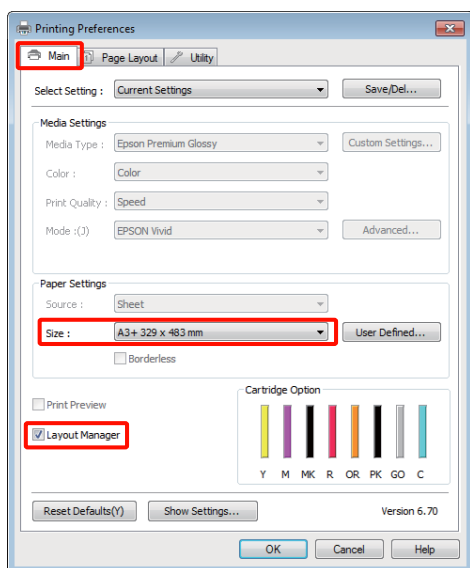 Printing Preferences
Main Page Layout Utility
Select Setting : Current Settings Save/Del...
Media Settings
Media Type : Epson Premium Glossy Custom Settings...
Color : Color
Print Quality : Speed
Mode :(J) EPSON Vivid Advanced...
Paper Settings
Source : Sheet
Size : A3+ 329 x 483 mm User Defined...
Borderless
Cartridge Option
Print Preview
Layout Manager
Y M MK R OR PK GO C
Reset Defaults(Y) Show Settings... Version 6.70
OK Cancel Help